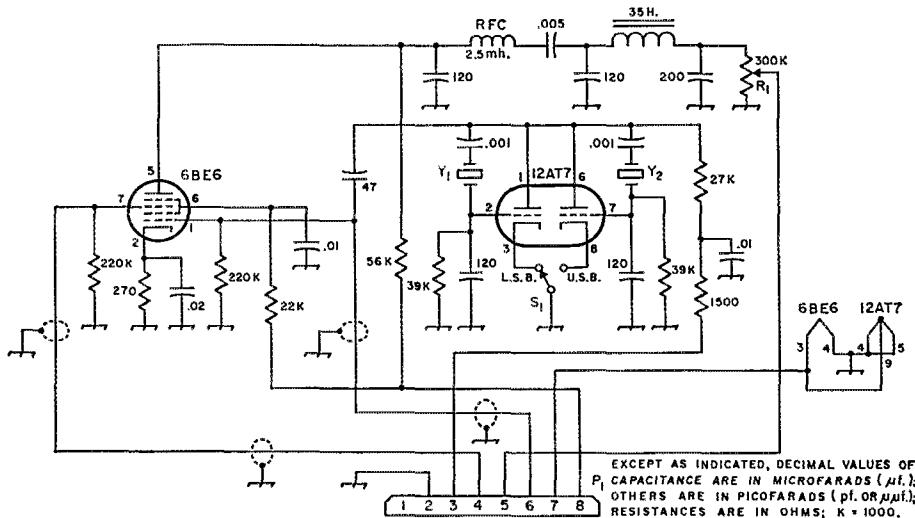 RFC
2.5mh.
.005
35H.
300K
R1
120
120
200
5
6BE6
7
6
1
2
47
.001
.001
Y1
12AT7
Y2
1
6
2
7
3
8
27K
220K
270
.02
220K
.01
22K
56K
39K
120
L.S.B.
U.S.B.
S1
120
39K
.01
1500
6BE6
12AT7
3
4
4
5
9
P1
1 2 3 4 5 6 7 8
EXCEPT AS INDICATED, DECIMAL VALUES OF
CAPACITANCE ARE IN MICROFARADS (μf.);
OTHERS ARE IN PICOFARADS (pf. OR μμf.);
RESISTANCES ARE IN OHMS; K = 1000.